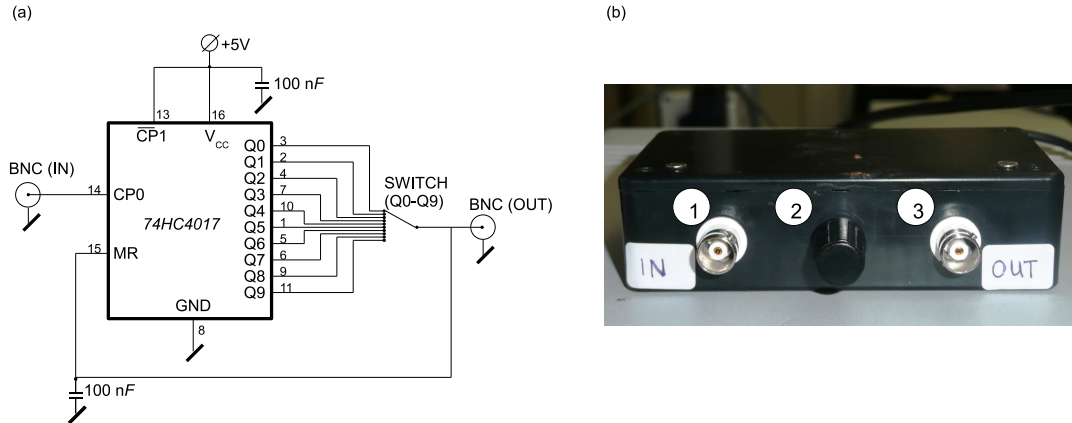 (a)
(b)
+5V
100 nF
13
16
CP1
VCC
BNC (IN)
14
CP0
74HC4017
15
MR
GND
8
Q0 3
Q1 2
Q2 4
Q3 7
Q4 10
Q5 1
Q6 5
Q7 6
Q8 9
Q9 11
SWITCH
(Q0-Q9)
BNC (OUT)
100 nF
1
2
3
IN
OUT